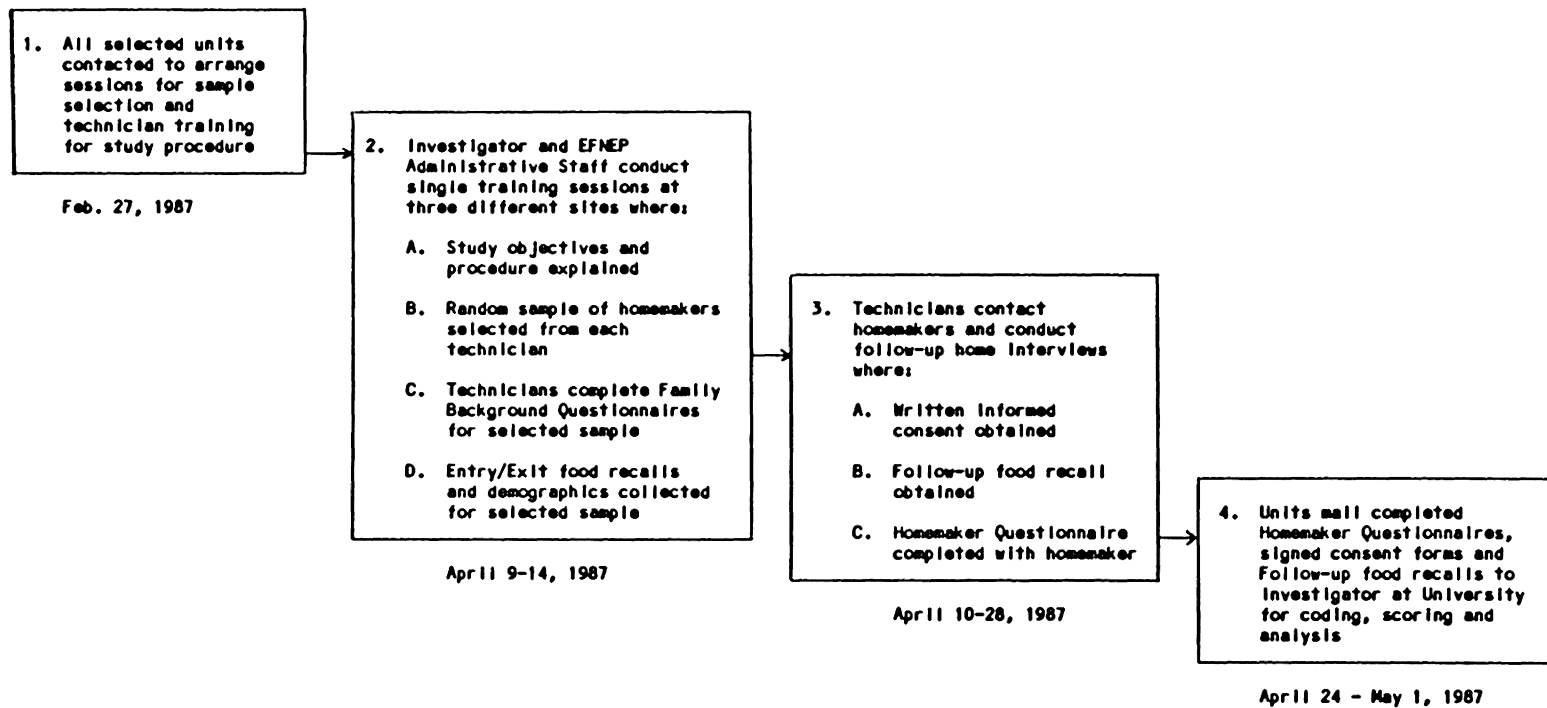 1. All selected units
contacted to arrange
sessions for sample
selection and
technician training
for study procedure
Feb. 27, 1987
2. Investigator and EFNEP
Administrative Staff conduct
single training sessions at
three different sites where:
A. Study objectives and
procedure explained
B. Random sample of homemakers
selected from each
technician
C. Technicians complete Family
Background Questionnaires
for selected sample
D. Entry/Exit food recalls
and demographics collected
for selected sample
April 9-14, 1987
3. Technicians contact
homemakers and conduct
follow-up home interviews
where:
A. Written informed
consent obtained
B. Follow-up food recall
obtained
C. Homemaker Questionnaire
completed with homemaker
April 10-28, 1987
4. Units mail completed
Homemaker Questionnaires,
signed consent forms and
Follow-up food recalls to
Investigator at University
for coding, scoring and
analysis
April 24 - May 1, 1987